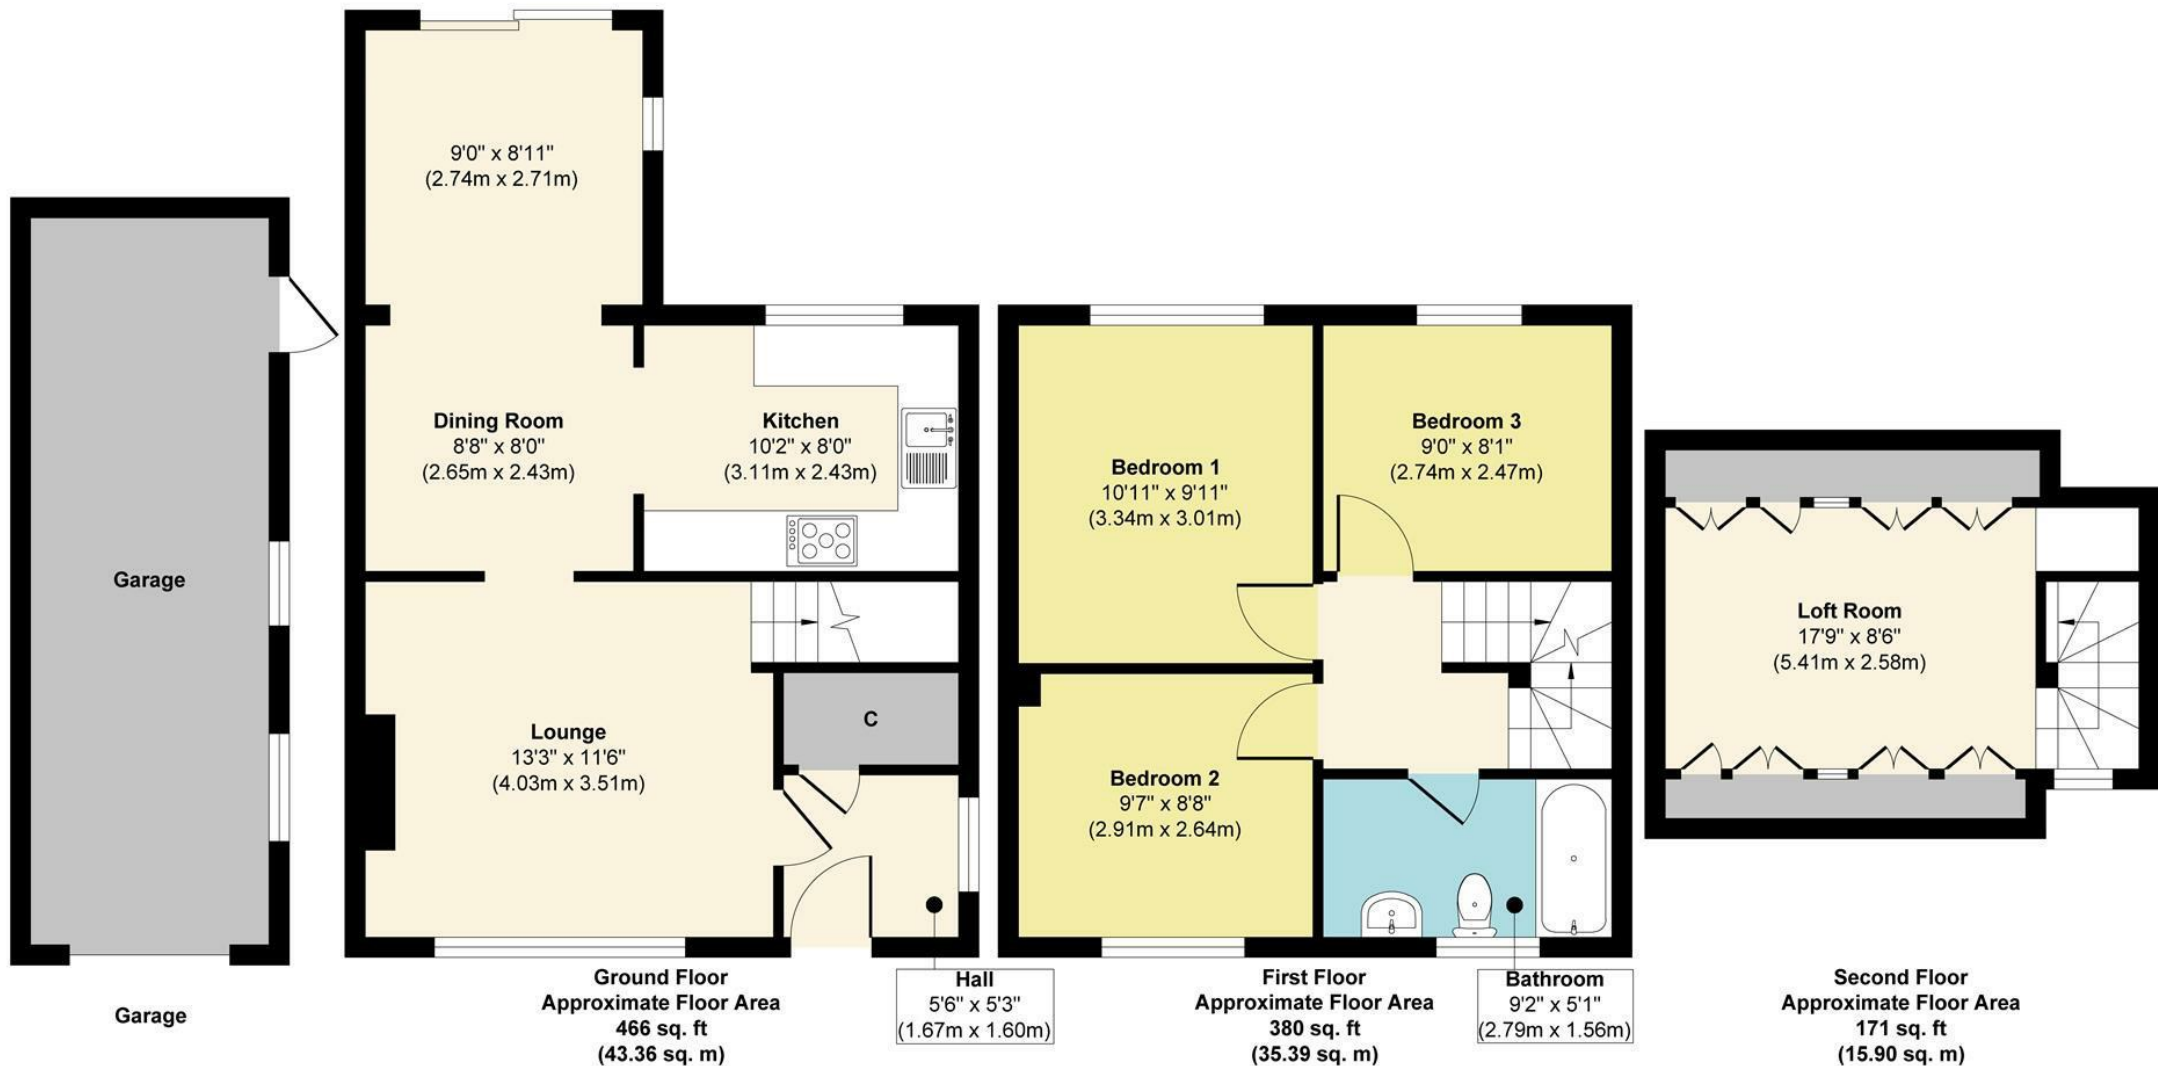 9'0" x 8'11"
(2.74m x 2.71m)
Dining Room
8'8" x 8'0"
(2.65m x 2.43m)
Kitchen
10'2" x 8'0"
(3.11m x 2.43m)
Garage
Lounge
13'3" x 11'6"
(4.03m x 3.51m)
C
Bedroom 1
10'11" x 9'11"
(3.34m x 3.01m)
Bedroom 3
9'0" x 8'1"
(2.74m x 2.47m)
Bedroom 2
9'7" x 8'8"
(2.91m x 2.64m)
Loft Room
17'9" x 8'6"
(5.41m x 2.58m)
Garage
Ground Floor
Approximate Floor Area
466 sq. ft
(43.36 sq. m)
Hall
5'6" x 5'3"
(1.67m x 1.60m)
First Floor
Approximate Floor Area
380 sq. ft
(35.39 sq. m)
Bathroom
9'2" x 5'1"
(2.79m x 1.56m)
Second Floor
Approximate Floor Area
171 sq. ft
(15.90 sq. m)